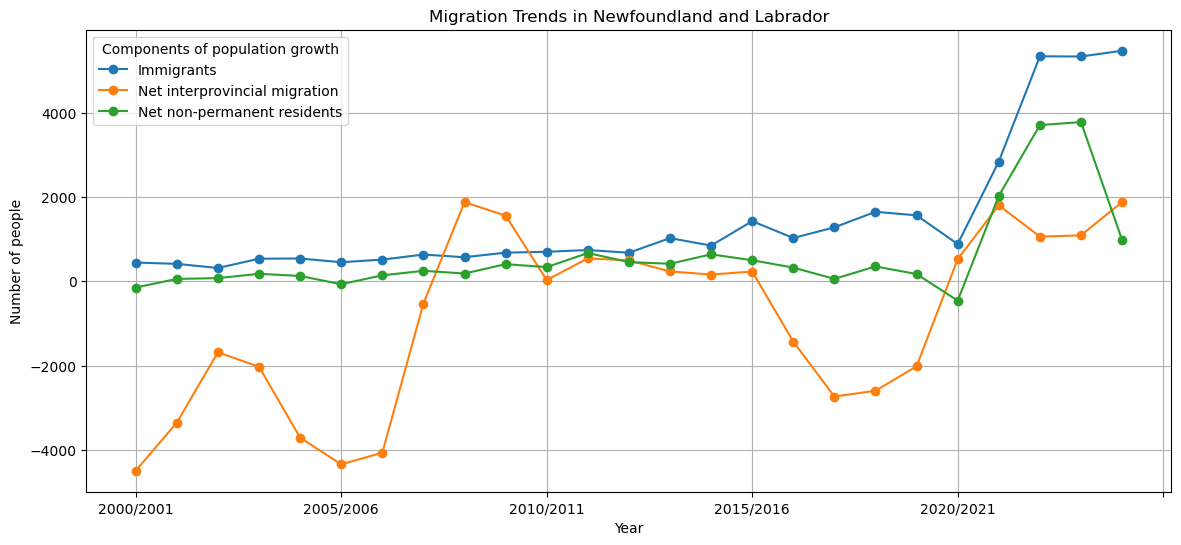 Migration Trends in Newfoundland and Labrador
Components of population growth
Immigrants
Net interprovincial migration
Net non-permanent residents
Number of people
4000
2000
0
−2000
−4000
2000/2001
2005/2006
2010/2011
2015/2016
2020/2021
Year